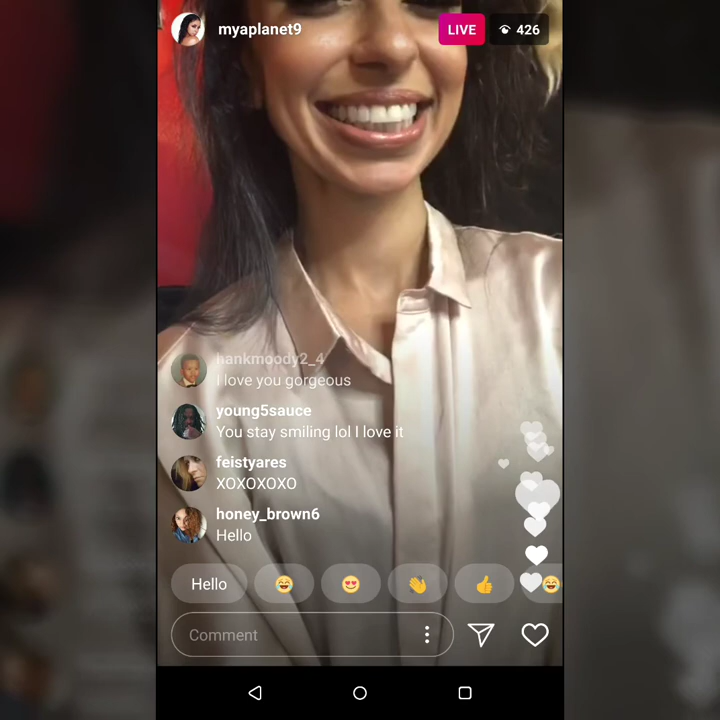 myaplanet9
LIVE
426
hankmoody2_4
I love you gorgeous
young5sauce
You stay smiling lol I love it
feistyares
XOXOXOXO
honey_brown6
Hello
Hello
Comment